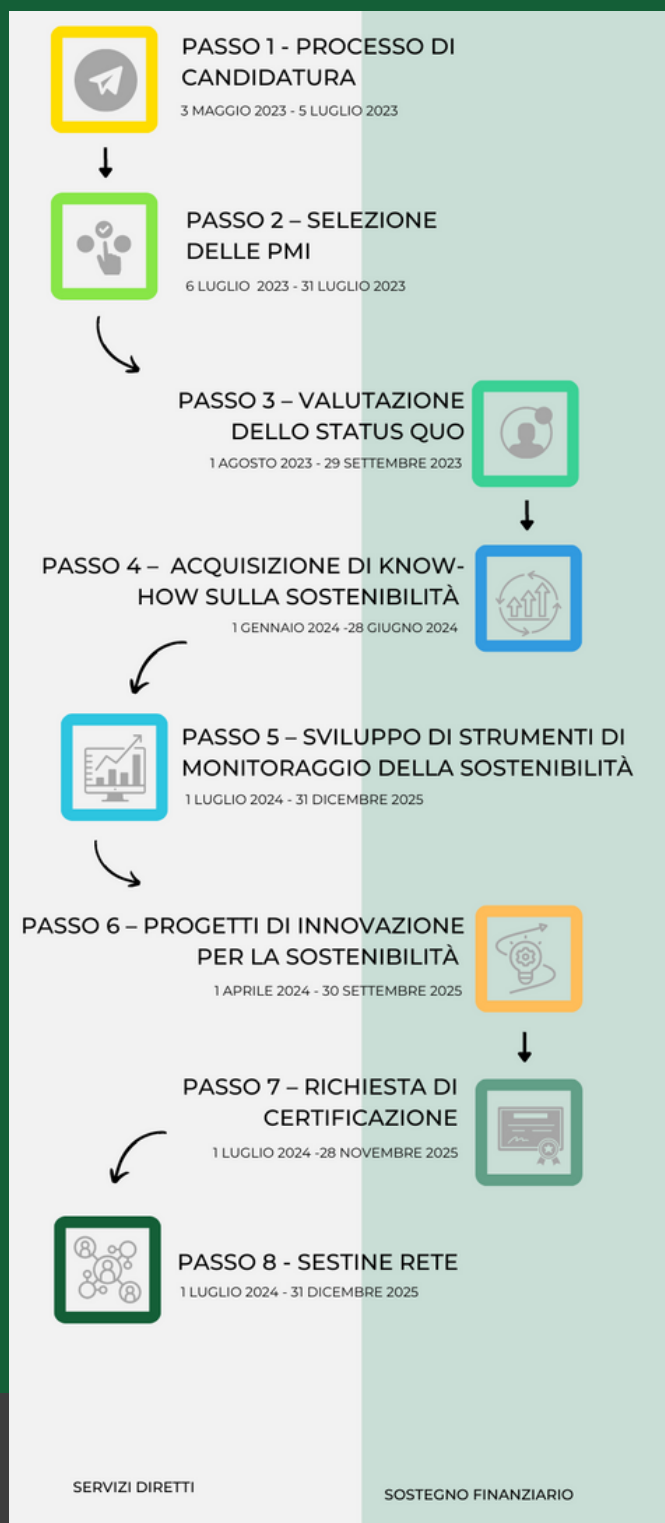 PASSO 1 - PROCESSO DI
CANDIDATURA
3 MAGGIO 2023 - 5 LUGLIO 2023
PASSO 2 – SELEZIONE
DELLE PMI
6 LUGLIO 2023 - 31 LUGLIO 2023
PASSO 3 – VALUTAZIONE
DELLO STATUS QUO
1 AGOSTO 2023 - 29 SETTEMBRE 2023
PASSO 4 – ACQUISIZIONE DI KNOW-
HOW SULLA SOSTENIBILITÀ
1 GENNAIO 2024 -28 GIUGNO 2024
PASSO 5 – SVILUPPO DI STRUMENTI DI
MONITORAGGIO DELLA SOSTENIBILITÀ
1 LUGLIO 2024 - 31 DICEMBRE 2025
PASSO 6 – PROGETTI DI INNOVAZIONE
PER LA SOSTENIBILITÀ
1 APRILE 2024 - 30 SETTEMBRE 2025
PASSO 7 – RICHIESTA DI
CERTIFICAZIONE
1 LUGLIO 2024 -28 NOVEMBRE 2025
PASSO 8 - SESTINE RETE
1 LUGLIO 2024 - 31 DICEMBRE 2025
SERVIZI DIRETTI
SOSTEGNO FINANZIARIO